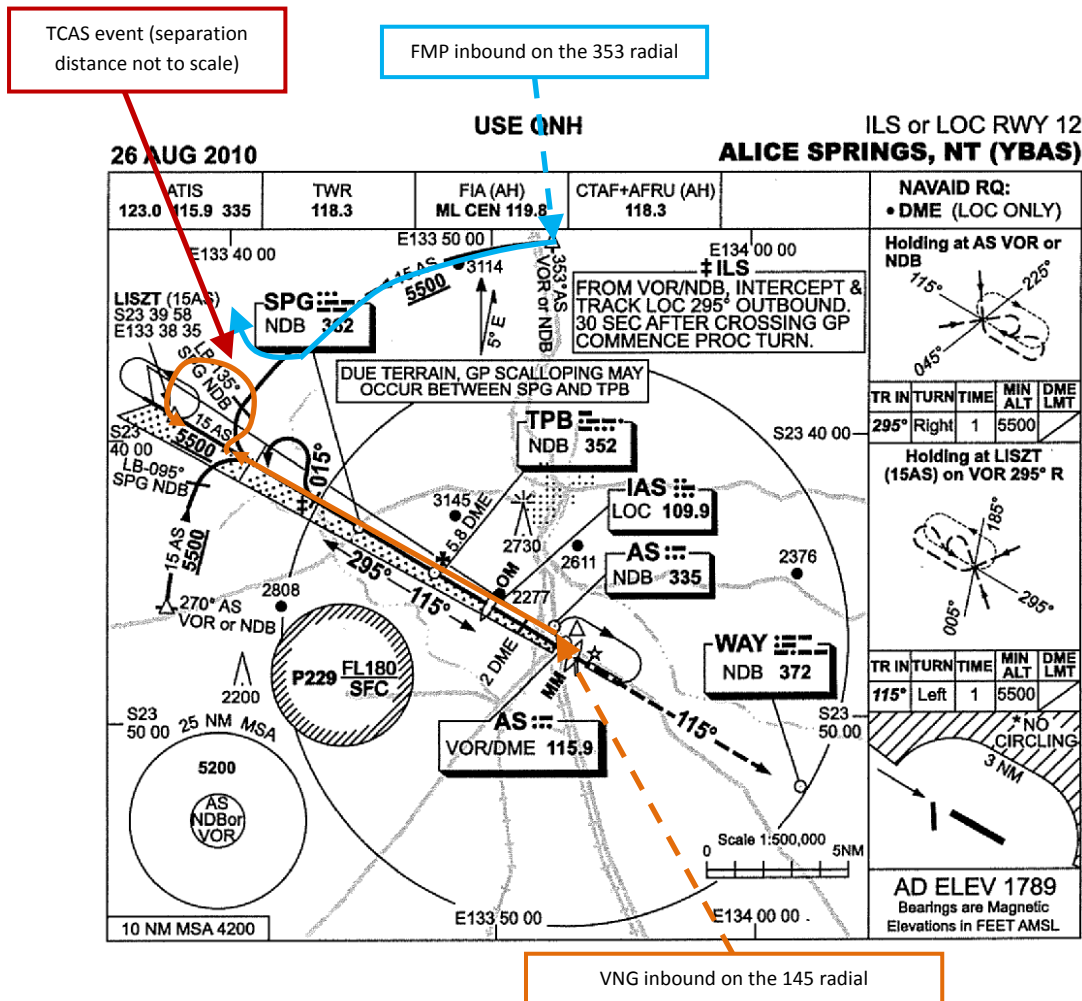 TCAS event (separation
distance not to scale)
FMP inbound on the 353 radial
USE QNH
ILS or LOC RWY 12
26 AUG 2010
ALICE SPRINGS, NT (YBAS)
ATIS
123.0 115.9 335
TWR
118.3
FIA (AH)
ML CEN 119.8
CTAF+AFRU (AH)
118.3
NAVAID RQ:
• DME (LOC ONLY)
E133 40 00
E133 50 00
E134 00 00
15 AS
5500
3114
353° AS
VOR or NDB
5° E
‡ ILS
FROM VOR/NDB, INTERCEPT &
TRACK LOC 295° OUTBOUND.
30 SEC AFTER CROSSING GP
COMMENCE PROC TURN.
LISZT (15AS)
S23 39 58
E133 38 35
SPG
NDB 352
LB-135°
SPG NDB
DUE TERRAIN, GP SCALLOPING MAY
OCCUR BETWEEN SPG AND TPB
15 AS
5500
S23
40 00
S23 40 00
LB-095°
SPG NDB
015°
‡
TPB
NDB 352
IAS
LOC 109.9
AS
NDB 335
3145
* 5.8 DME
2730
2611
2376
295°
115°
OM
2277
15 AS
5500
270° AS
VOR or NDB
2808
P229 FL180
SFC
2200
2 DME
MM
WAY
NDB 372
115°
AS
VOR/DME 115.9
S23
50 00
S23
50 00
25 NM MSA
5200
AS
NDBor
VOR
Scale 1:500,000
0 5NM
E133 50 00
E134 00 00
10 NM MSA 4200
Holding at AS VOR or
NDB
115°
225°
045°
TR IN TURN TIME MIN ALT DME LMT
295° Right 1 5500
Holding at LISZT
(15AS) on VOR 295° R
185°
005°
295°
TR IN TURN TIME MIN ALT DME LMT
115° Left 1 5500
*NO
CIRCLING
3 NM
AD ELEV 1789
Bearings are Magnetic
Elevations in FEET AMSL
VNG inbound on the 145 radial